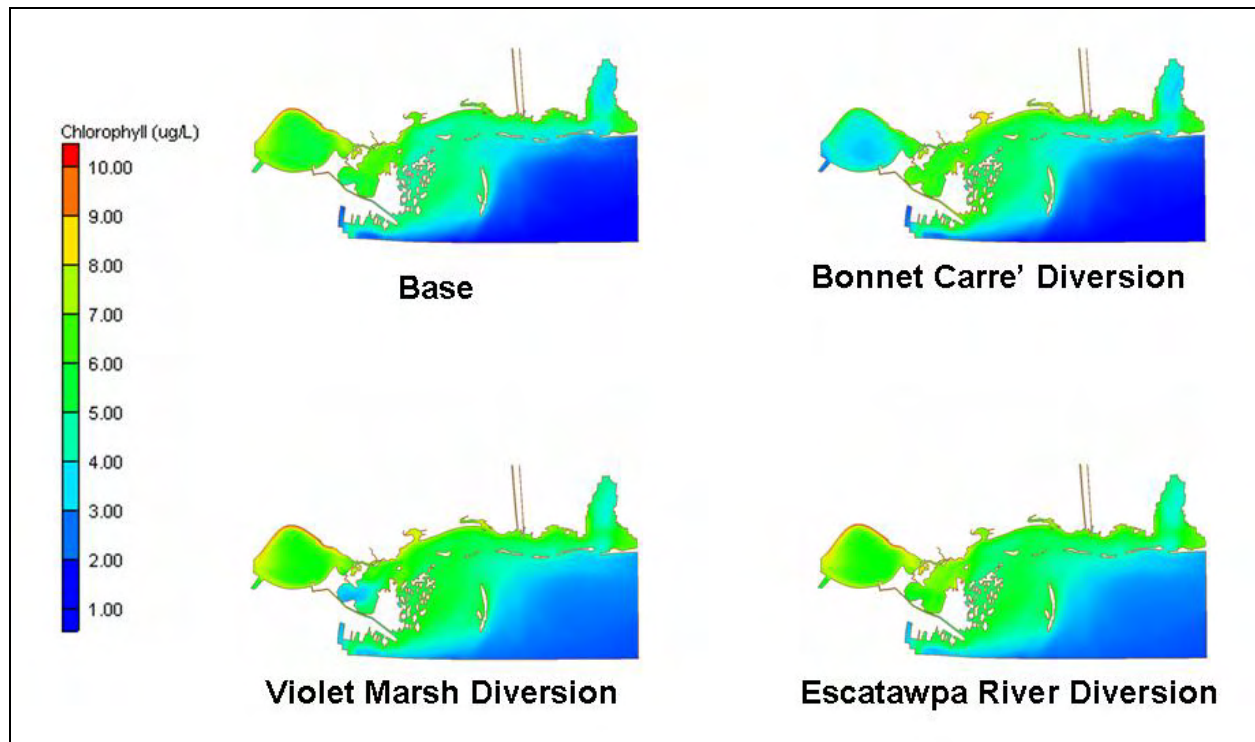 Chlorophyll (ug/L)
10.00
9.00
8.00
7.00
6.00
5.00
4.00
3.00
2.00
1.00
Base
Bonnet Carre’ Diversion
Violet Marsh Diversion
Escatawpa River Diversion